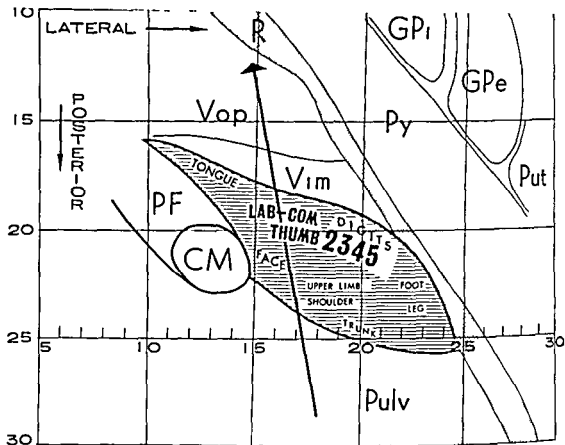 10
LATERAL
R
GPi
GPe
POSTERIOR
15
Vop
Py
Put
TONGUE
Vim
PF
LAB-COM
DIGITS
THUMB 2345
20
CM
FACE
UPPER LIMB
FOOT
SHOULDER
LEG
TRUNK
25
5 10 15 20 25 30
Pulv
30